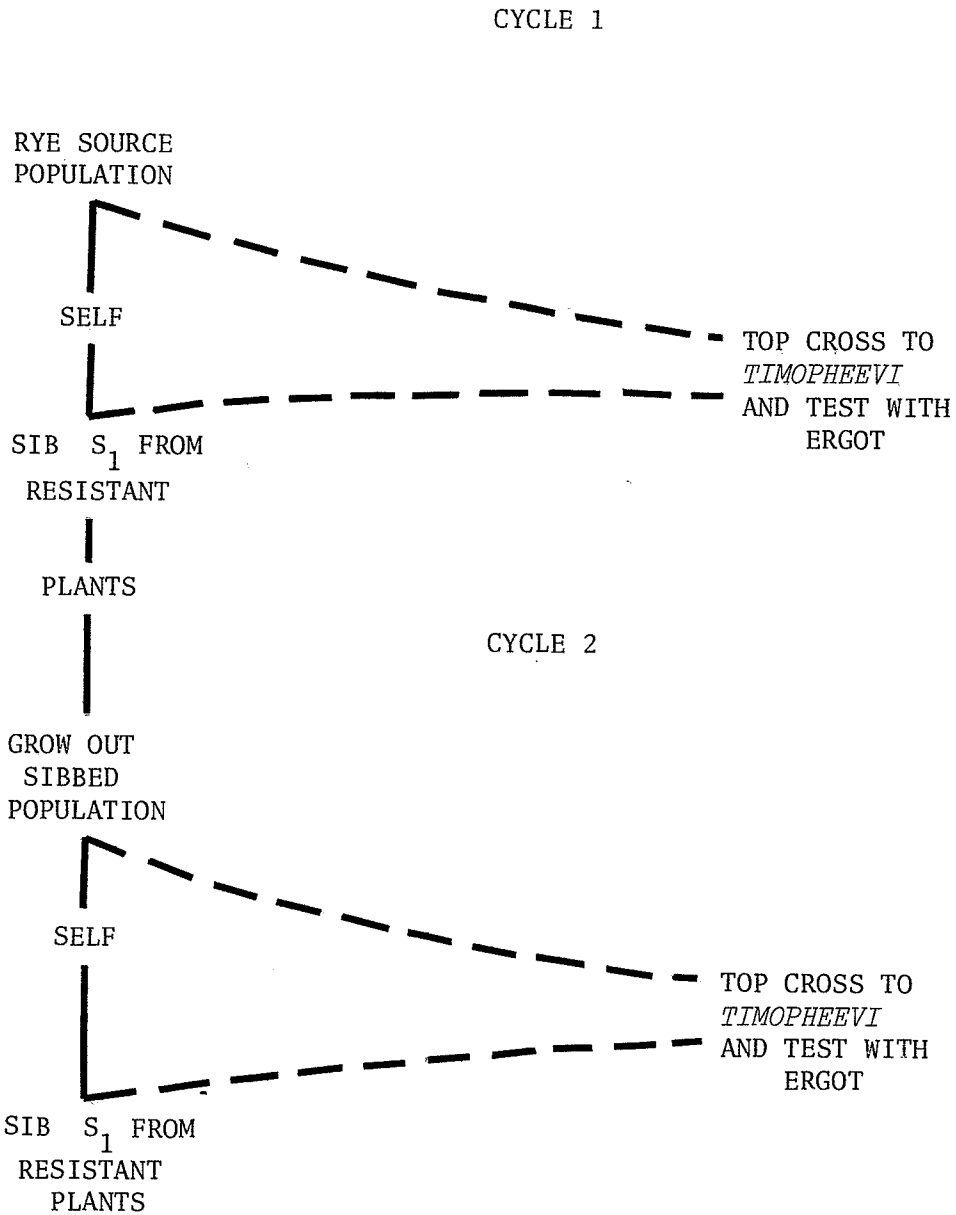 CYCLE 1
RYE SOURCE
POPULATION
SELF
TOP CROSS TO
TIMOPHEEVI
AND TEST WITH
ERGOT
SIB S1 FROM
RESISTANT
PLANTS
CYCLE 2
GROW OUT
SIBBED
POPULATION
SELF
TOP CROSS TO
TIMOPHEEVI
AND TEST WITH
ERGOT
SIB S1 FROM
RESISTANT
PLANTS